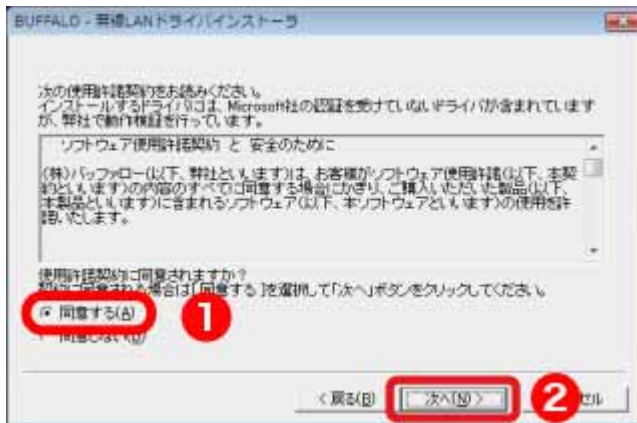 BUFFALO - 無線LANドライバインストーラ
次の使用許諾契約をお読みください。
インストールするドライバには、Microsoft社の認証を受けていないドライバが含まれています
が、弊社で動作検証を行っています。
ソフトウェア使用許諾契約 と 安全のために
(株)バッファロー(以下、弊社といいます)は、お客様がソフトウェア使用許諾(以下、本契
約といいます)の内容のすべてに同意する場合にかぎり、ご購入いただいた製品(以下、
本製品といいます)に含まれるソフトウェア(以下、本ソフトウェアといいます)の使用を許
諾いたします。
使用許諾契約に同意されますか?
契約に同意される場合は[同意する]を選択して「次へ」ボタンをクリックしてください。
同意する(A)
1
同意しない(D)
< 戻る(B)
次へ(N) >
2
セル